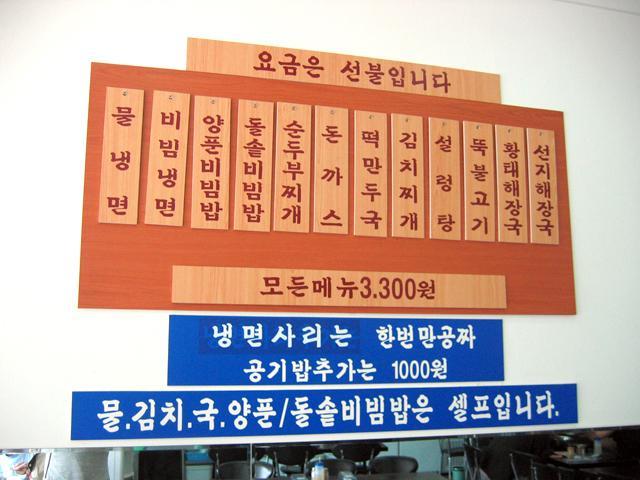 요금은 선불입니다
물냉면
비빔냉면
양푼비빔밥
돌솥비빔밥
순두부찌개
돈까스
떡만두국
김치찌개
설렁탕
뚝불고기
황태해장국
선지해장국
모든메뉴3.300원
냉면사리는 한번만공짜
공기밥추가는 1000원
물.김치.국.양푼/돌솥비빔밥은 셀프입니다.